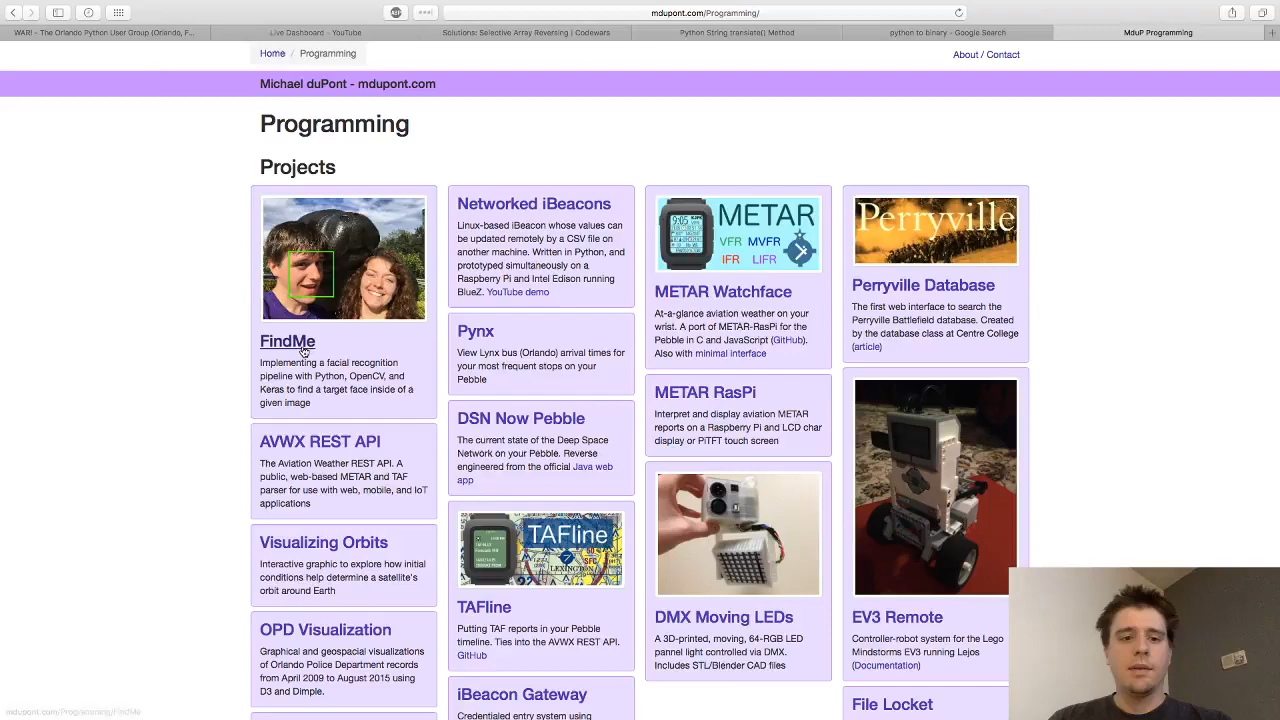 mdupont.com/Programming/
WAR! - The Orlando Python User Group (Orlando, F...
Live Dashboard - YouTube
Solutions: Selective Array Reversing | Codewars
Python String translate() Method
python to binary - Google Search
MduP Programming
Home / Programming
About / Contact
Michael duPont - mdupont.com
Programming
Projects
FindMe
Implementing a facial recognition
pipeline with Python, OpenCV, and
Keras to find a target face inside of a
given image
AVWX REST API
The Aviation Weather REST API. A
public, web-based METAR and TAF
parser for use with web, mobile, and IoT
applications
Visualizing Orbits
Interactive graphic to explore how initial
conditions help determine a satellite's
orbit around Earth
OPD Visualization
Graphical and geospatial visualizations
of Orlando Police Department records
from April 2009 to August 2015 using
D3 and Dimple.
Networked iBeacons
Linux-based iBeacon whose values can
be updated remotely by a CSV file on
another machine. Written in Python, and
prototyped simultaneously on a
Raspberry Pi and Intel Edison running
BlueZ. YouTube demo
Pynx
View Lynx bus (Orlando) arrival times for
your most frequent stops on your
Pebble
DSN Now Pebble
The current state of the Deep Space
Network on your Pebble. Reverse
engineered from the official Java web
app
TAFline
LEXINGTON
TAFline
Putting TAF reports in your Pebble
timeline. Ties into the AVWX REST API.
GitHub
iBeacon Gateway
Credentialed entry system using
9:05
METAR
VFR MVFR
IFR LIFR
METAR Watchface
At-a-glance aviation weather on your
wrist. A port of METAR-RasPi for the
Pebble in C and JavaScript (GitHub).
Also with minimal interface
METAR RasPi
Interpret and display aviation METAR
reports on a Raspberry Pi and LCD char
display or PiTFT touch screen
DMX Moving LEDs
A 3D-printed, moving, 64-RGB LED
pannel light controlled via DMX.
Includes STL/Blender CAD files
Perryville
Perryville Database
The first web interface to search the
Perryville Battlefield database. Created
by the database class at Centre College
(article)
EV3 Remote
Controller-robot system for the Lego
Mindstorms EV3 running Lejos
(Documentation)
File Locket
mdupont.com/Programming/FindMe